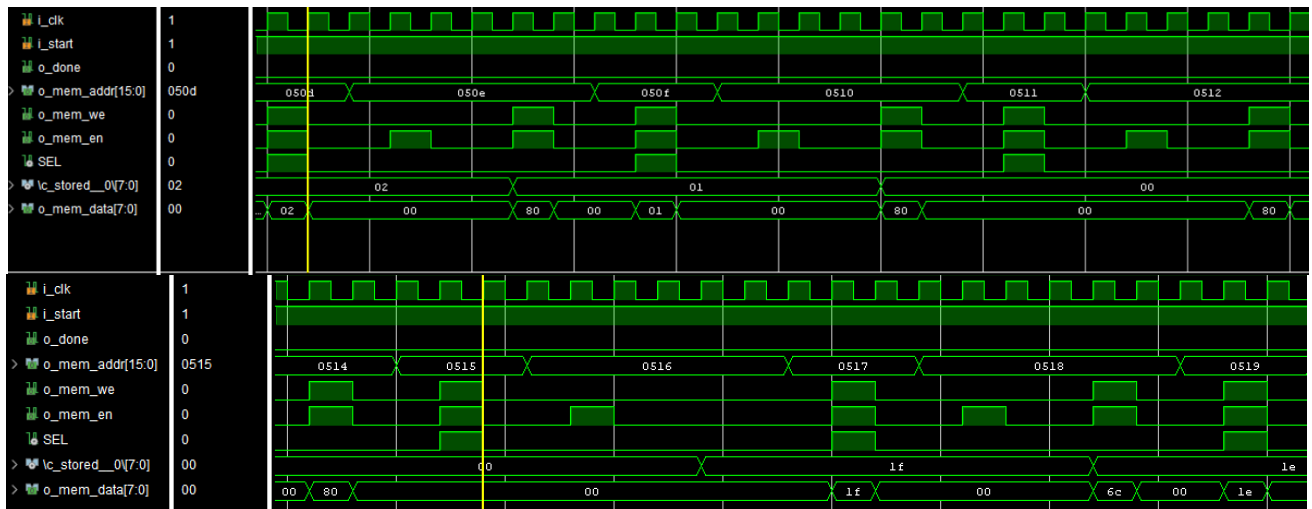 i_clk 1
i_start 1
o_done 0
o_mem_addr[15:0] 050d 050d 050e 050f 0510 0511 0512
o_mem_we 0
o_mem_en 0
SEL 0
\c_stored__0\[7:0] 02 02 01 00
o_mem_data[7:0] 00 ... 02 00 80 00 01 00 80 00 80
i_clk 1
i_start 1
o_done 0
o_mem_addr[15:0] 0515 0514 0515 0516 0517 0518 0519
o_mem_we 0
o_mem_en 0
SEL 0
\c_stored__0\[7:0] 00 00 1f 1e
o_mem_data[7:0] 00 00 80 00 1f 00 6c 00 1e